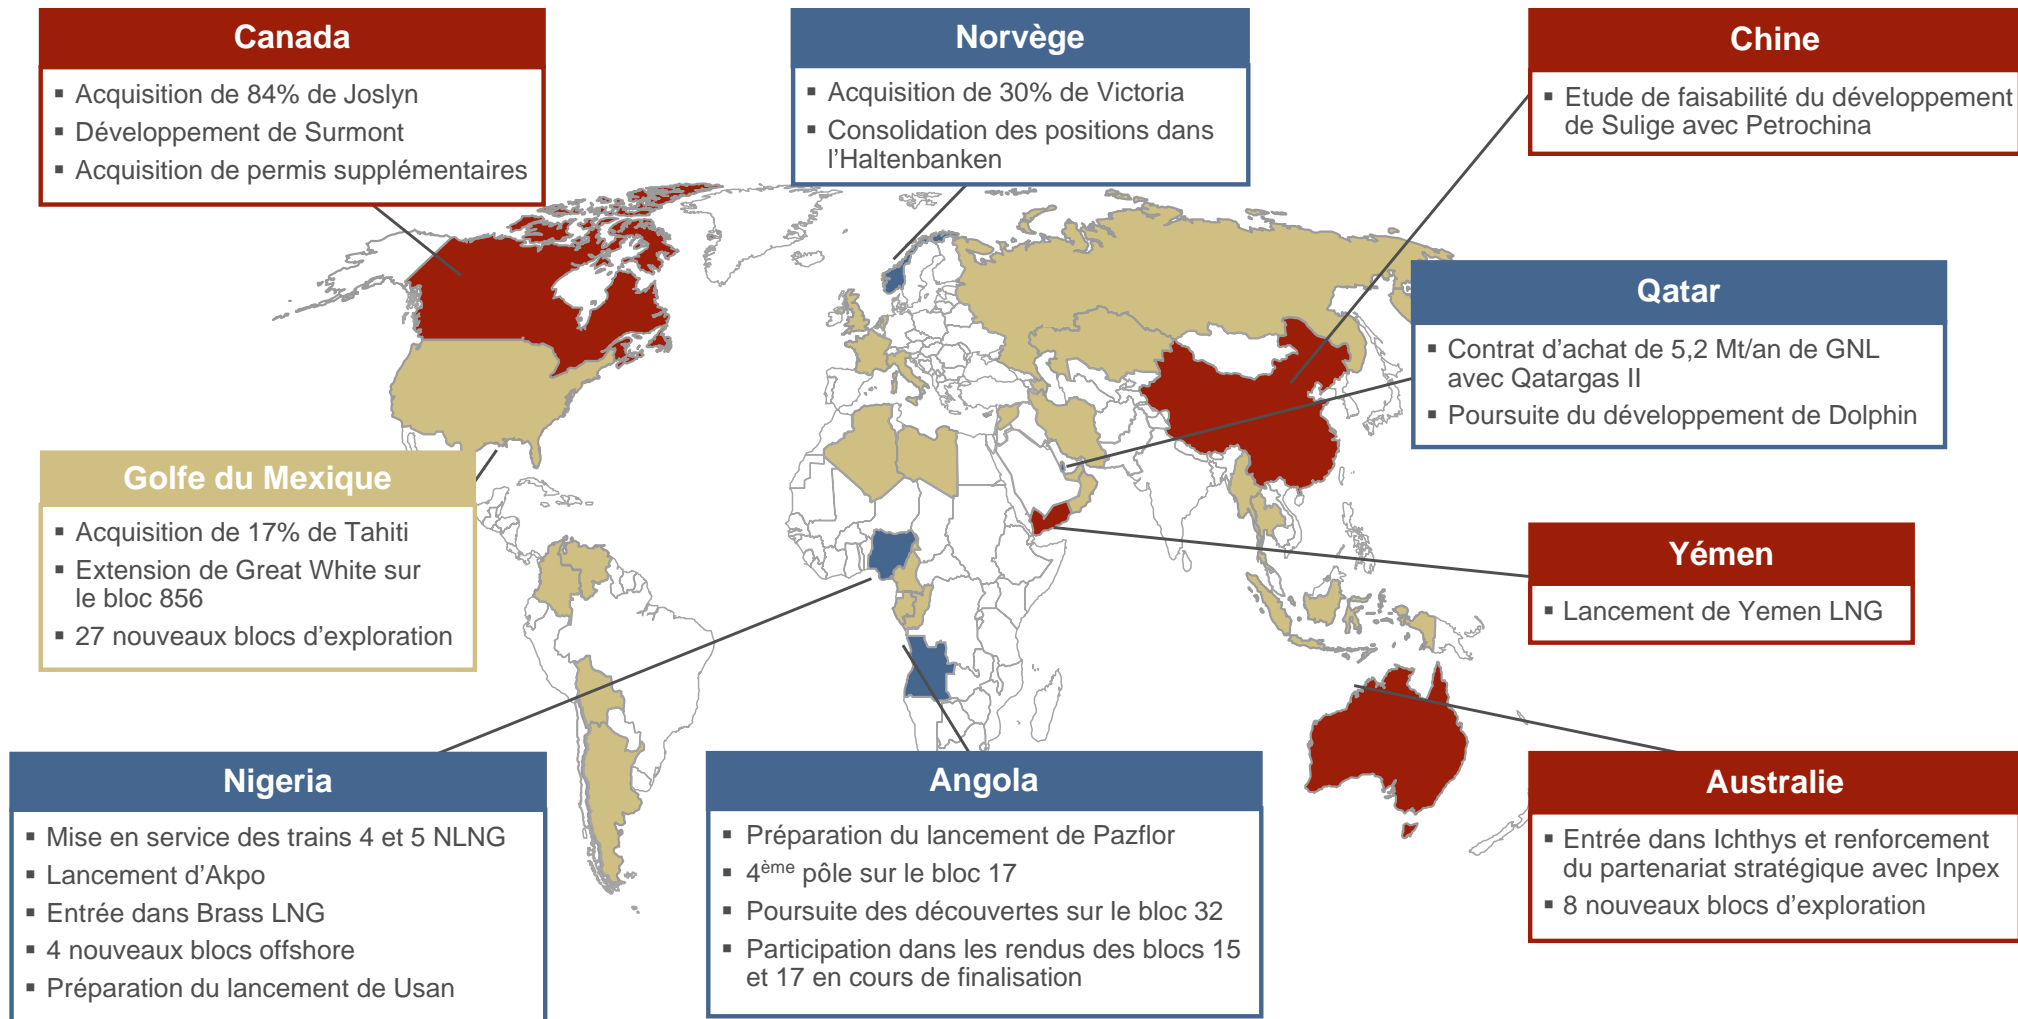 Canada
▪ Acquisition de 84% de Joslyn
▪ Développement de Surmont
▪ Acquisition de permis supplémentaires
Norvège
▪ Acquisition de 30% de Victoria
▪ Consolidation des positions dans
l'Haltenbanken
Chine
▪ Etude de faisabilité du développement
de Sulige avec Petrochina
Qatar
▪ Contrat d'achat de 5,2 Mt/an de GNL
avec Qatargas II
▪ Poursuite du développement de Dolphin
Golfe du Mexique
▪ Acquisition de 17% de Tahiti
▪ Extension de Great White sur
le bloc 856
▪ 27 nouveaux blocs d'exploration
Yémen
▪ Lancement de Yemen LNG
Nigeria
▪ Mise en service des trains 4 et 5 NLNG
▪ Lancement d'Akpo
▪ Entrée dans Brass LNG
▪ 4 nouveaux blocs offshore
▪ Préparation du lancement de Usan
Angola
▪ Préparation du lancement de Pazflor
▪ 4ème pôle sur le bloc 17
▪ Poursuite des découvertes sur le bloc 32
▪ Participation dans les rendus des blocs 15
et 17 en cours de finalisation
Australie
▪ Entrée dans Ichthys et renforcement
du partenariat stratégique avec Inpex
▪ 8 nouveaux blocs d'exploration